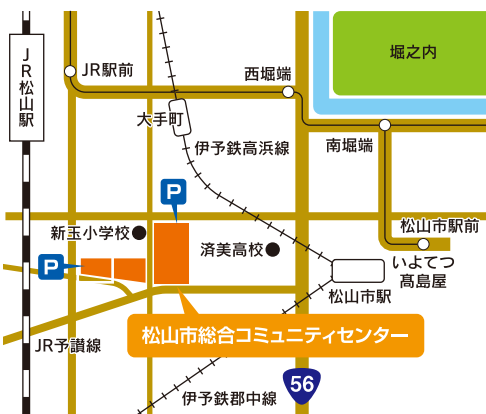 堀之内
JR松山駅
JR駅前
西堀端
大手町
伊予鉄高浜線
南堀端
P
新玉小学校
済美高校
松山市駅前
P
いよてつ
髙島屋
松山市駅
松山市総合コミュニティセンター
JR予讃線
56
伊予鉄郡中線